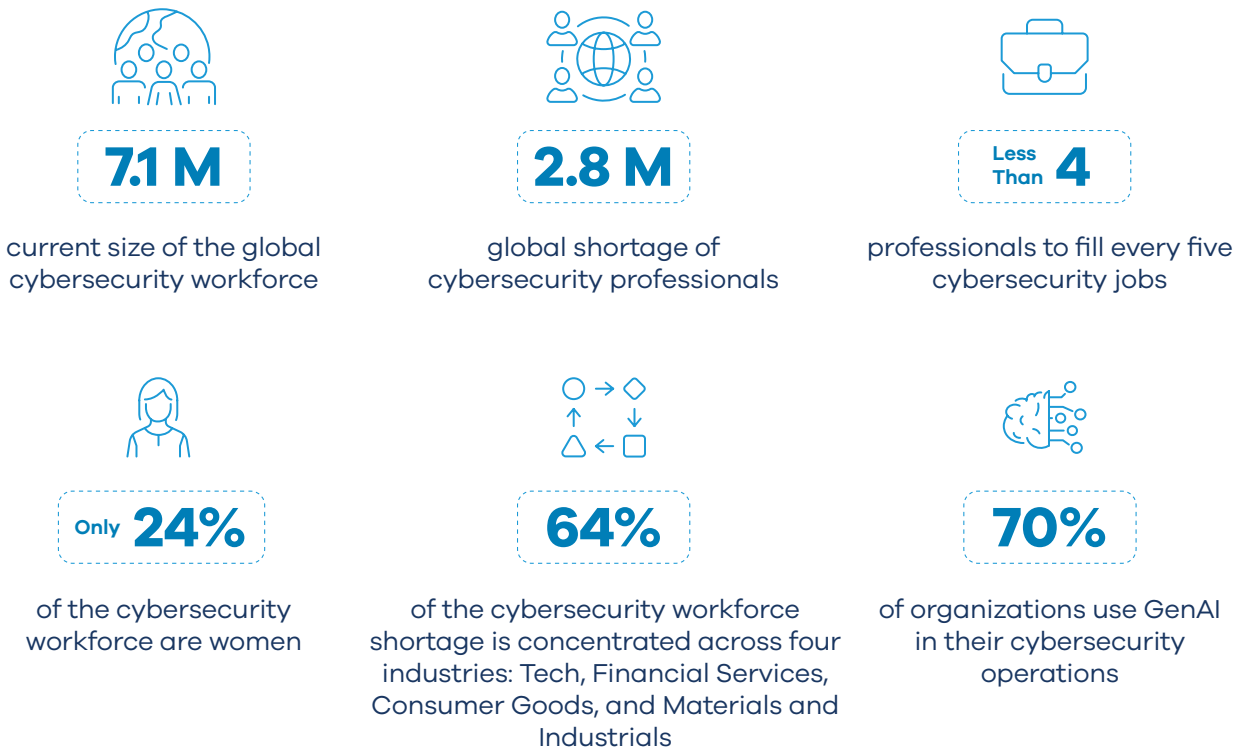 7.1 M
current size of the global
cybersecurity workforce
2.8 M
global shortage of
cybersecurity professionals
Less
Than 4
professionals to fill every five
cybersecurity jobs
Only 24%
of the cybersecurity
workforce are women
64%
of the cybersecurity workforce
shortage is concentrated across four
industries: Tech, Financial Services,
Consumer Goods, and Materials and
Industrials
70%
of organizations use GenAI
in their cybersecurity
operations